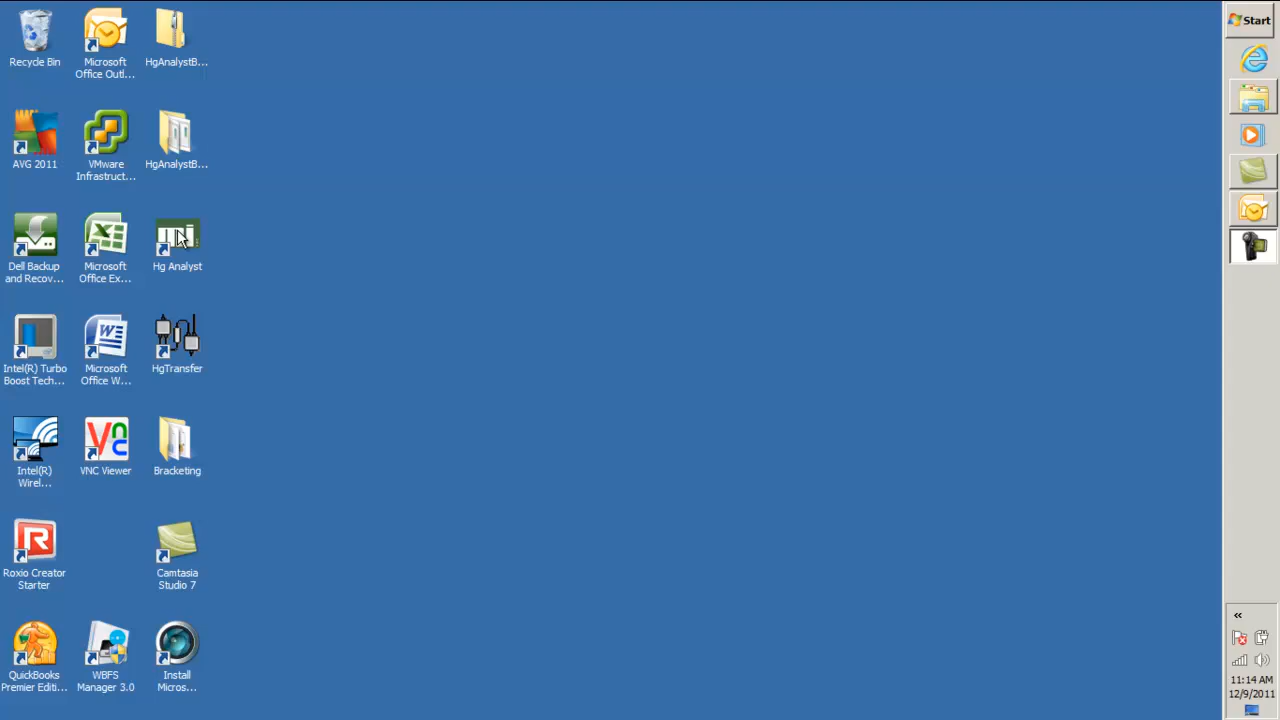 Recycle Bin
Microsoft
Office Outl...
HgAnalystB...
AVG 2011
VMware
Infrastruct...
HgAnalystB...
Dell Backup
and Recov...
Microsoft
Office Ex...
Hg Analyst
Intel(R) Turbo
Boost Tech...
Microsoft
Office W...
HgTransfer
Intel(R)
Wirel...
VNC Viewer
Bracketing
Roxio Creator
Starter
Camtasia
Studio 7
QuickBooks
Premier Editi...
WBFS
Manager 3.0
Install
Micros...
Start
11:14 AM
12/9/2011